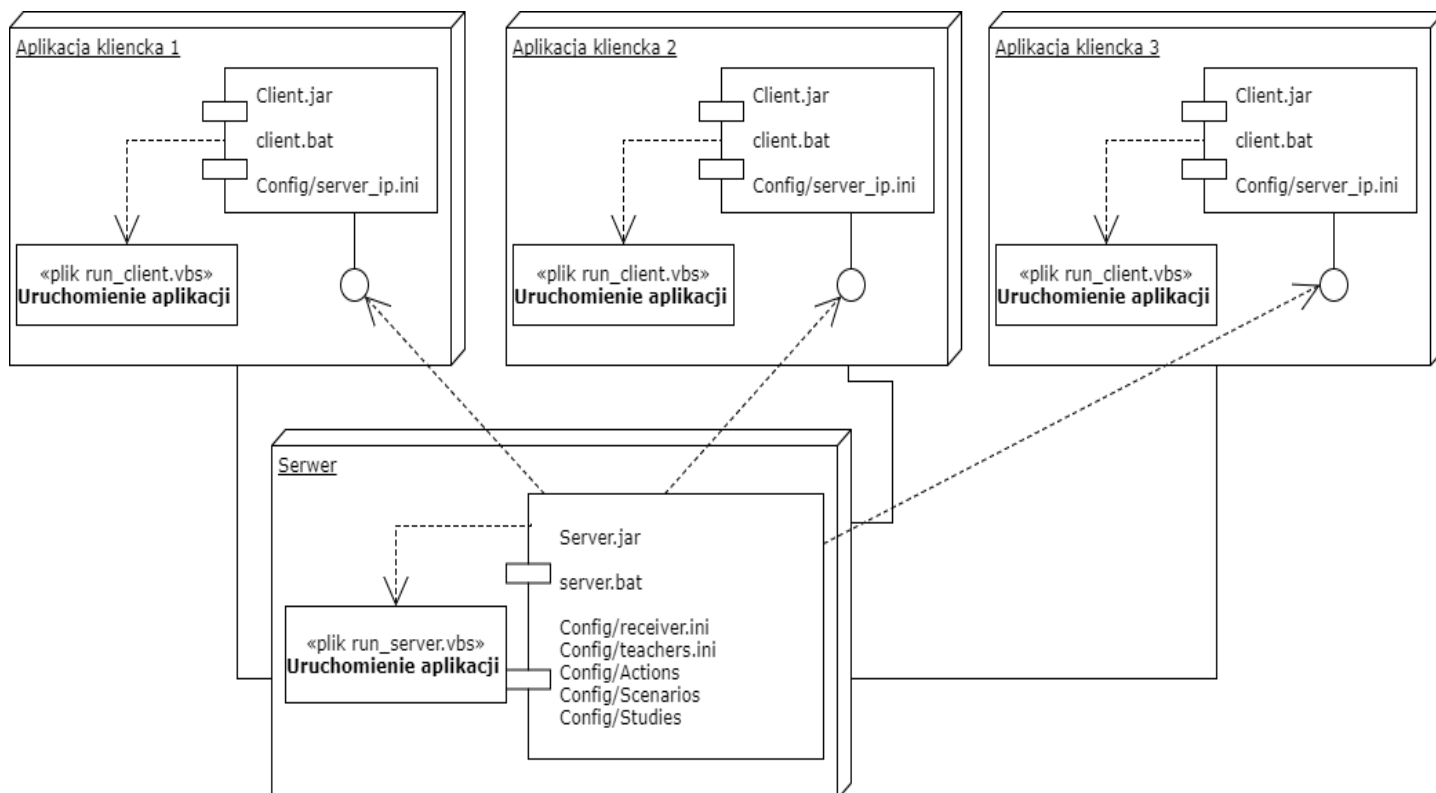 Aplikacja kliencka 1
Client.jar
client.bat
Config/server_ip.ini
«plik run_client.vbs»
Uruchomienie aplikacji
Aplikacja kliencka 2
Client.jar
client.bat
Config/server_ip.ini
«plik run_client.vbs»
Uruchomienie aplikacji
Aplikacja kliencka 3
Client.jar
client.bat
Config/server_ip.ini
«plik run_client.vbs»
Uruchomienie aplikacji
Serwer
Server.jar
server.bat
Config/receiver.ini
Config/teachers.ini
Config/Actions
Config/Scenarios
Config/Studies
«plik run_server.vbs»
Uruchomienie aplikacji